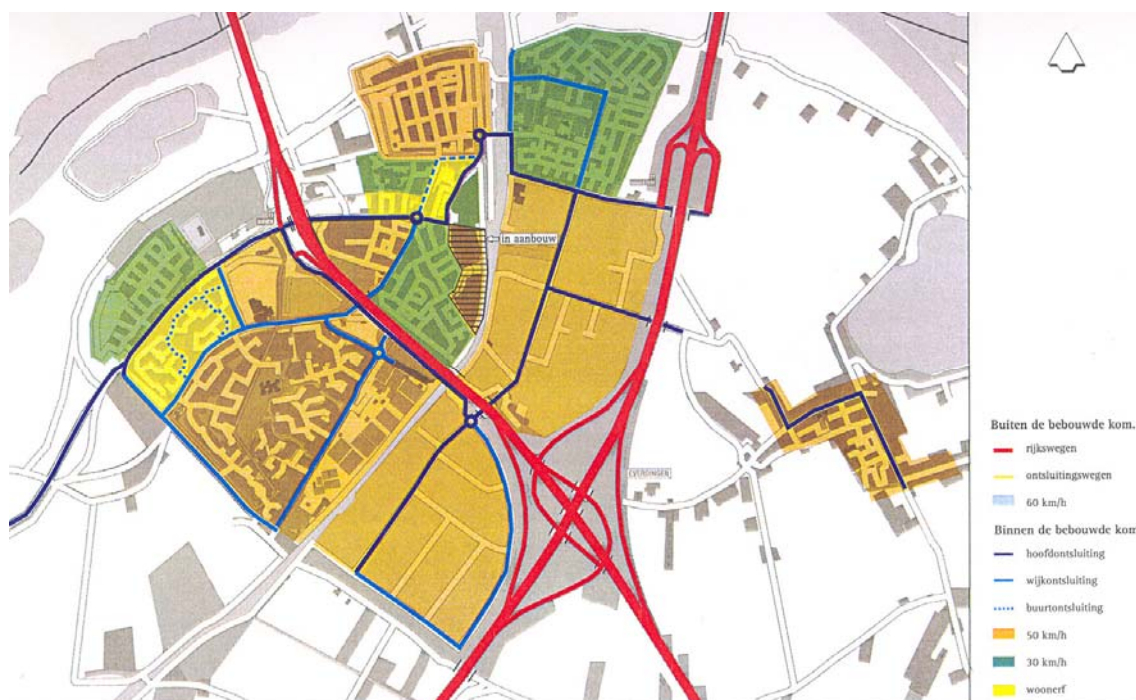 in aanbouw
EVERDINGEN
Buiten de bebouwde kom.
rijkswegen
ontsluitingswegen
60 km/h
Binnen de bebouwde kom
hoofdontsluiting
wijkontsluiting
buurtontsluiting
50 km/h
30 km/h
woonerf